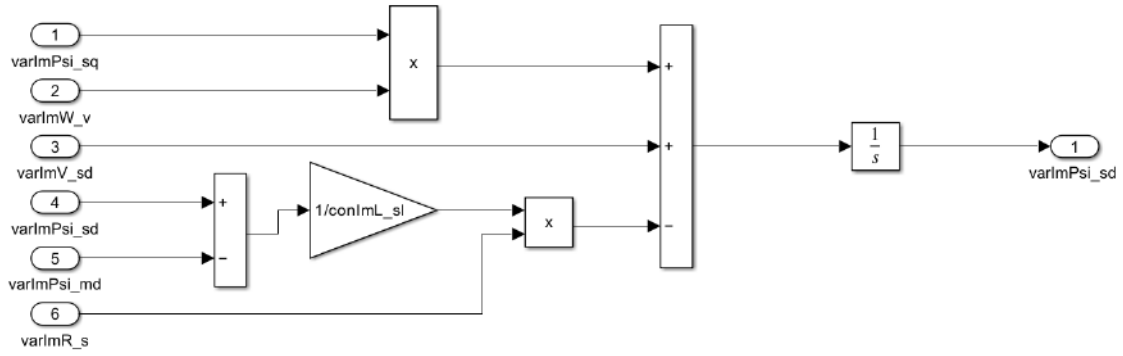 1
varImPsi_sq
2
varImW_v
3
varImV_sd
4
varImPsi_sd
5
varImPsi_md
6
varImR_s
x
+
−
1/conImL_sl
x
+
+
−
1
s
1
varImPsi_sd